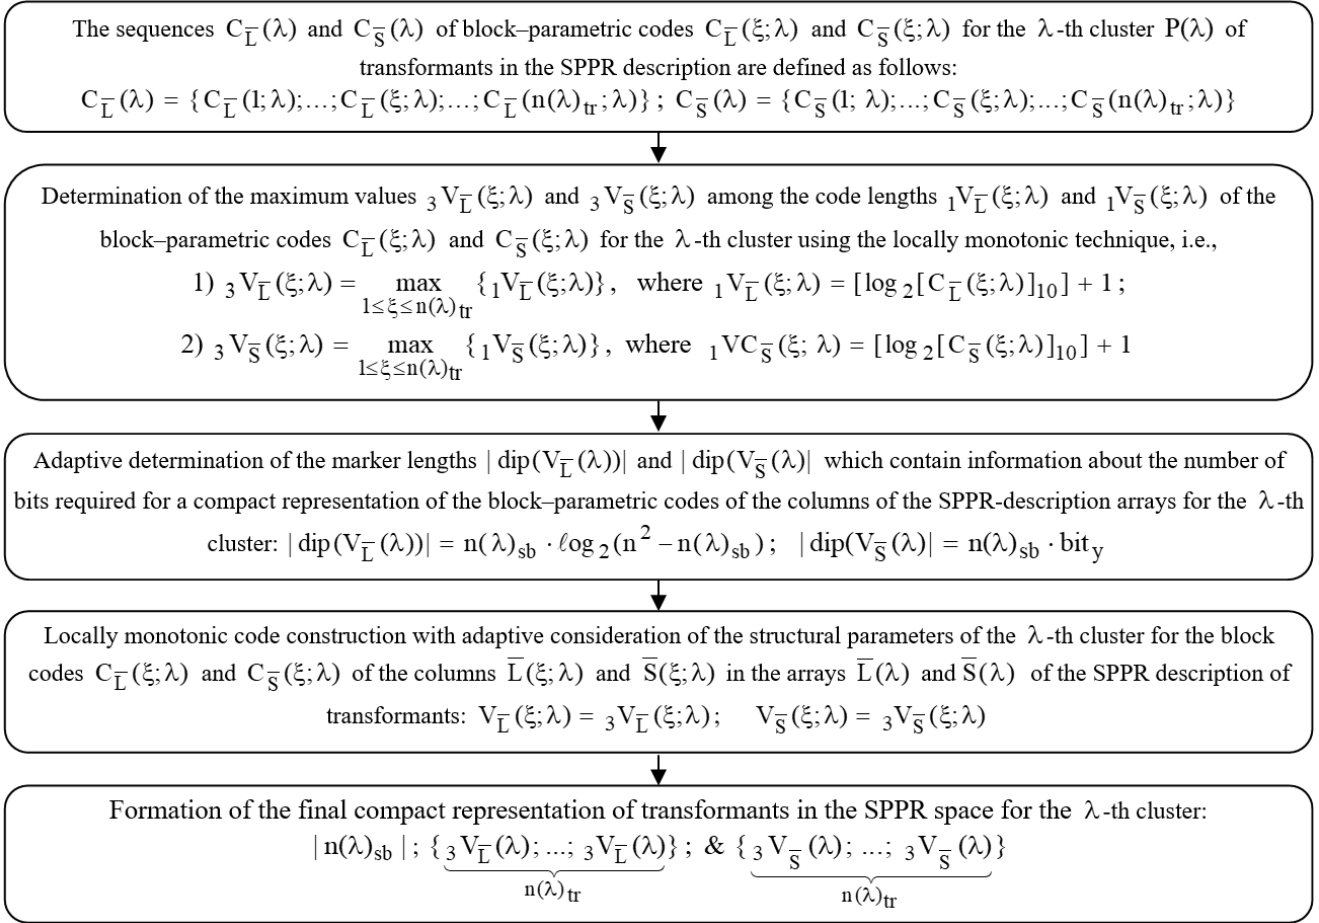 The sequences C_L̅(λ) and C_S̅(λ) of block–parametric codes C_L̅(ξ;λ) and C_S̅(ξ;λ) for the λ-th cluster P(λ) of
transformants in the SPPR description are defined as follows:
C_L̅(λ) = {C_L̅(1;λ);...;C_L̅(ξ;λ);...;C_L̅(n(λ)_tr;λ)} ; C_S̅(λ) = {C_S̅(1; λ);...;C_S̅(ξ;λ);...;C_S̅(n(λ)_tr;λ)}
Determination of the maximum values ₃V_L̅(ξ;λ) and ₃V_S̅(ξ;λ) among the code lengths ₁V_L̅(ξ;λ) and ₁V_S̅(ξ;λ) of the
block–parametric codes C_L̅(ξ;λ) and C_S̅(ξ;λ) for the λ-th cluster using the locally monotonic technique, i.e.,
1) ₃V_L̅(ξ;λ) = max {₁V_L̅(ξ;λ)}, where ₁V_L̅(ξ;λ) = [log₂[C_L̅(ξ;λ)]₁₀] + 1 ;
1≤ξ≤n(λ)_tr
2) ₃V_S̅(ξ;λ) = max {₁V_S̅(ξ;λ)}, where ₁VC_S̅(ξ; λ) = [log₂[C_S̅(ξ;λ)]₁₀] + 1
1≤ξ≤n(λ)_tr
Adaptive determination of the marker lengths | dip(V_L̅(λ))| and | dip(V_S̅(λ)| which contain information about the number of
bits required for a compact representation of the block–parametric codes of the columns of the SPPR-description arrays for the λ-th
cluster: | dip(V_L̅(λ))| = n(λ)_sb · ℓog₂(n² − n(λ)_sb) ; | dip(V_S̅(λ)| = n(λ)_sb · bit_y
Locally monotonic code construction with adaptive consideration of the structural parameters of the λ-th cluster for the block
codes C_L̅(ξ;λ) and C_S̅(ξ;λ) of the columns L̅(ξ;λ) and S̅(ξ;λ) in the arrays L̅(λ) and S̅(λ) of the SPPR description of
transformants: V_L̅(ξ;λ) = ₃V_L̅(ξ;λ) ; V_S̅(ξ;λ) = ₃V_S̅(ξ;λ)
Formation of the final compact representation of transformants in the SPPR space for the λ-th cluster:
| n(λ)_sb | ; {₃V_L̅(λ); ...; ₃V_L̅(λ)} ; & {₃V_S̅(λ); ...; ₃V_S̅(λ)}
n(λ)_tr n(λ)_tr